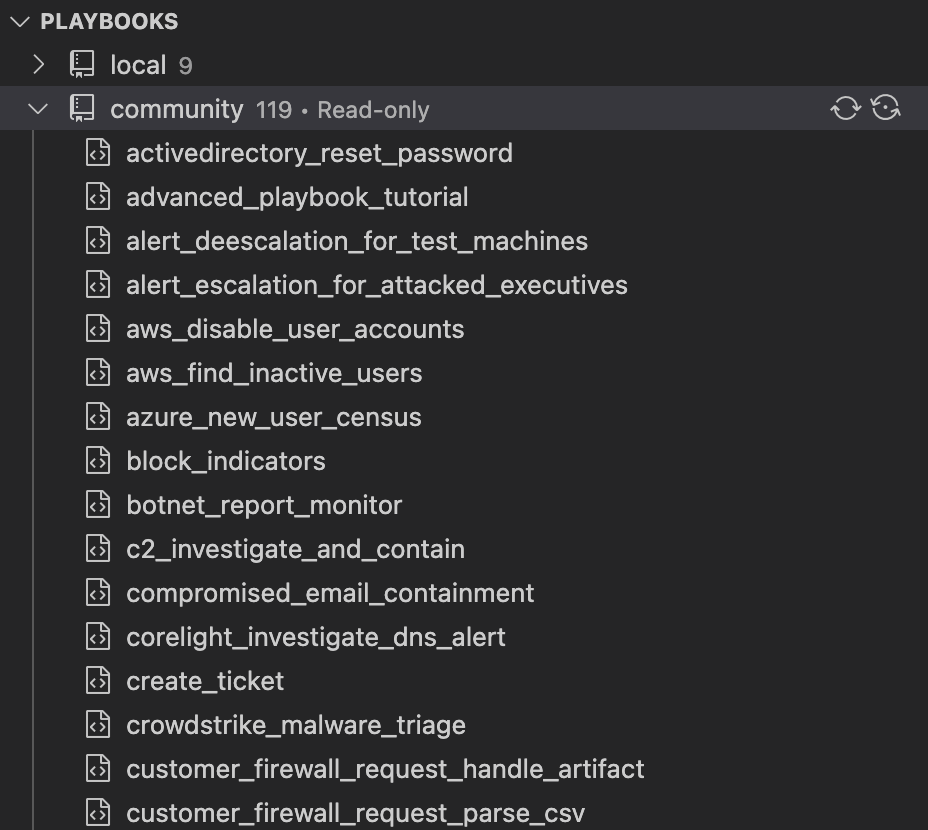 PLAYBOOKS
local 9
community 119 • Read-only
activedirectory_reset_password
advanced_playbook_tutorial
alert_deescalation_for_test_machines
alert_escalation_for_attacked_executives
aws_disable_user_accounts
aws_find_inactive_users
azure_new_user_census
block_indicators
botnet_report_monitor
c2_investigate_and_contain
compromised_email_containment
corelight_investigate_dns_alert
create_ticket
crowdstrike_malware_triage
customer_firewall_request_handle_artifact
customer_firewall_request_parse_csv